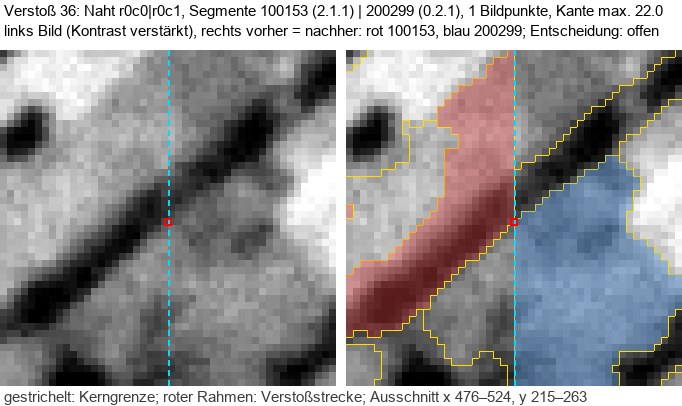 Verstoß 36: Naht r0c0|r0c1, Segmente 100153 (2.1.1) | 200299 (0.2.1), 1 Bildpunkte, Kante max. 22.0
links Bild (Kontrast verstärkt), rechts vorher = nachher: rot 100153, blau 200299; Entscheidung: offen
gestrichelt: Kerngrenze; roter Rahmen: Verstoßstrecke; Ausschnitt x 476–524, y 215–263